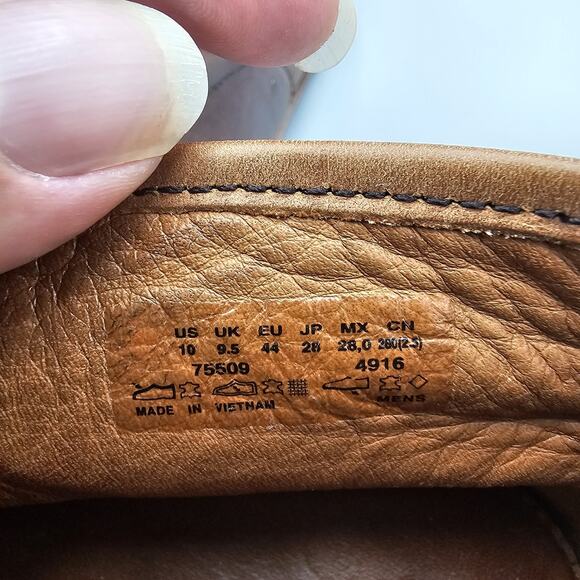 US UK EU JP MX CN
10 9.5 44 28 28,0 280(2.5)
75509 4916
MADE IN VIETNAM MENS